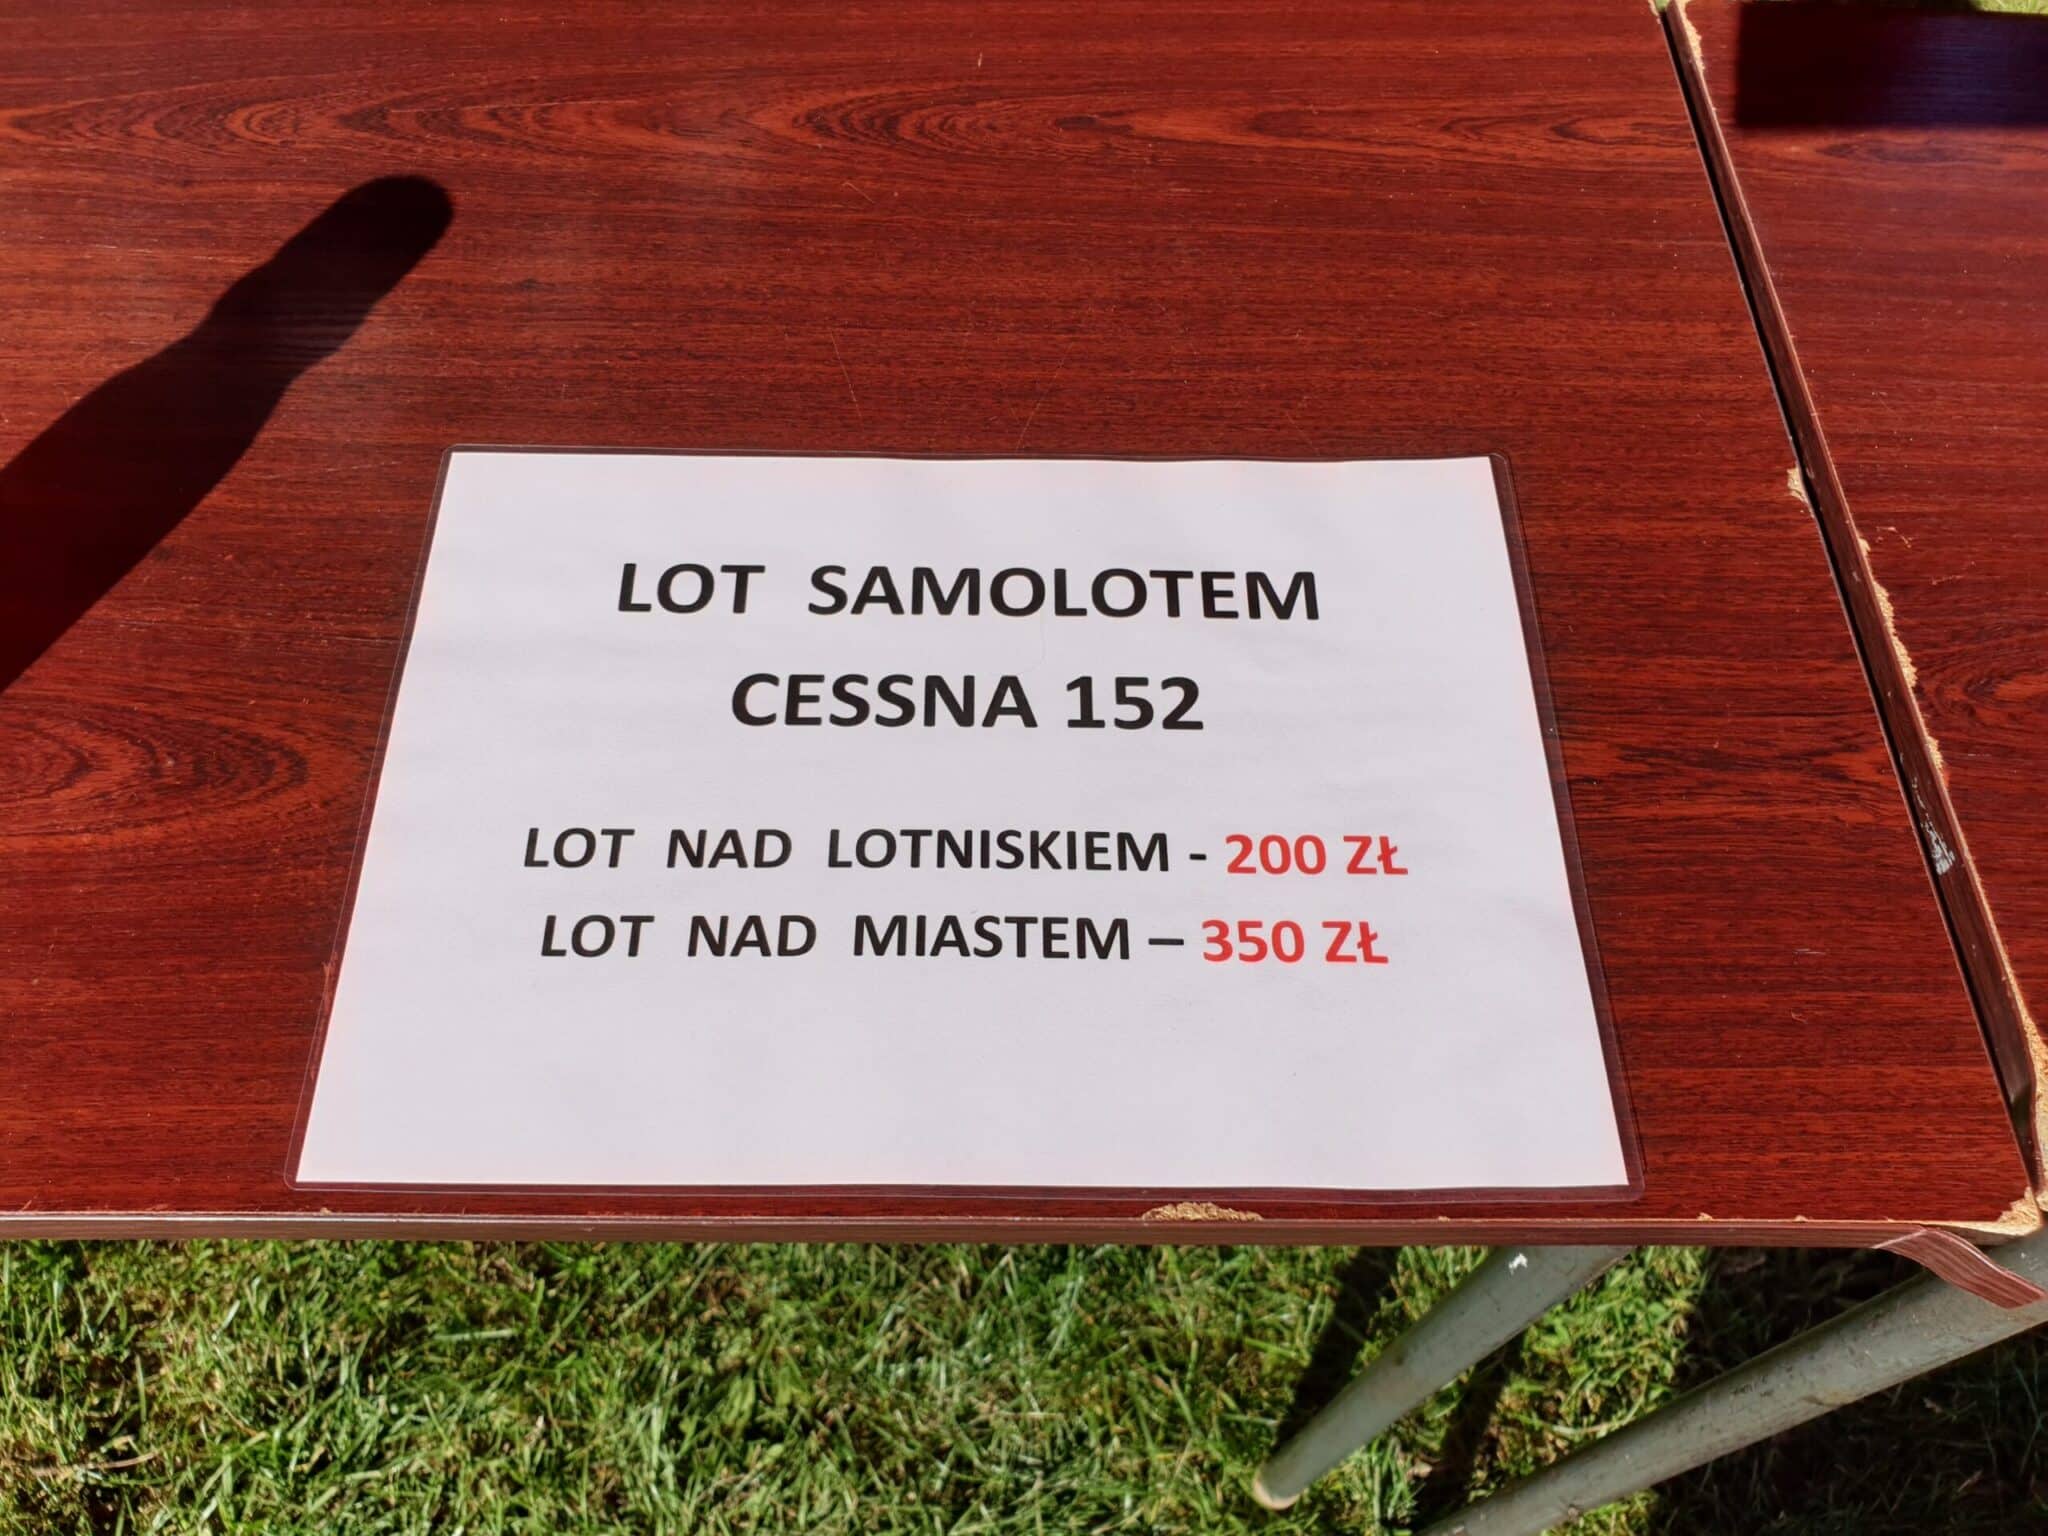 LOT SAMOLOTEM
CESSNA 152
LOT NAD LOTNISKIEM - 200 ZŁ
LOT NAD MIASTEM – 350 ZŁ